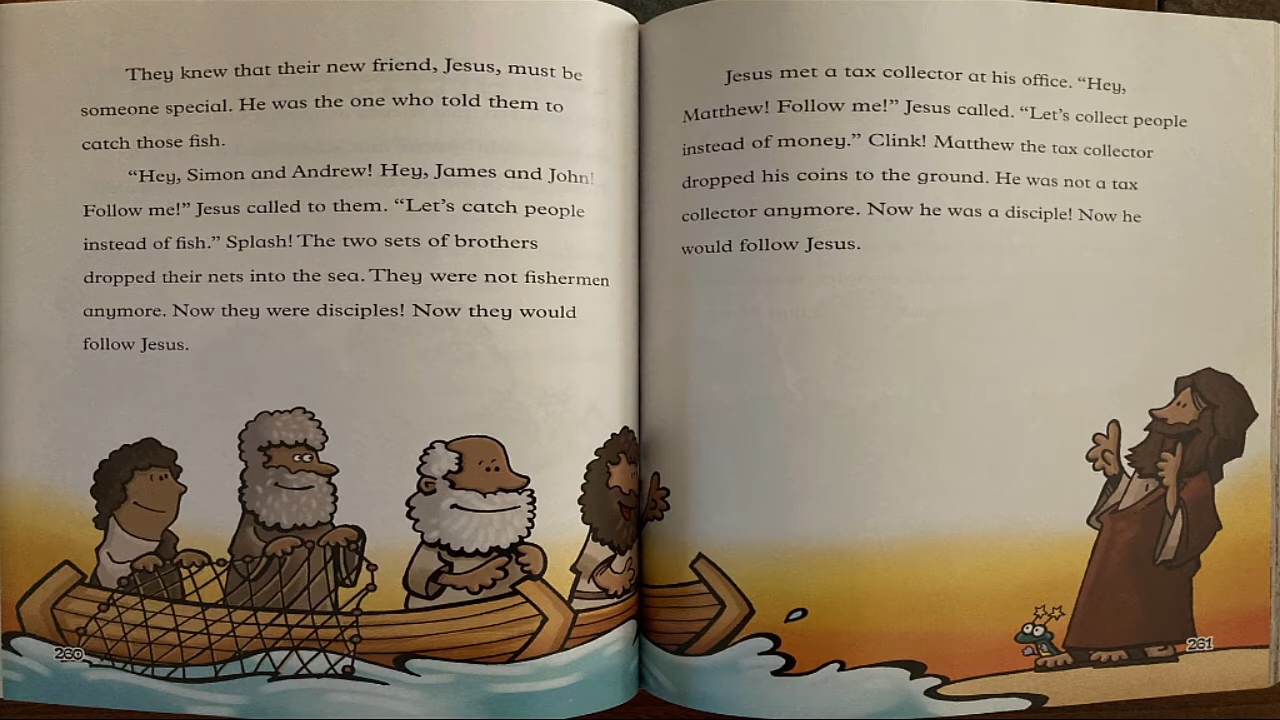 They knew that their new friend, Jesus, must be
someone special. He was the one who told them to
catch those fish.
“Hey, Simon and Andrew! Hey, James and John!
Follow me!” Jesus called to them. “Let’s catch people
instead of fish.” Splash! The two sets of brothers
dropped their nets into the sea. They were not fishermen
anymore. Now they were disciples! Now they would
follow Jesus.
260
Jesus met a tax collector at his office. “Hey,
Matthew! Follow me!” Jesus called. “Let’s collect people
instead of money.” Clink! Matthew the tax collector
dropped his coins to the ground. He was not a tax
collector anymore. Now he was a disciple! Now he
would follow Jesus.
261